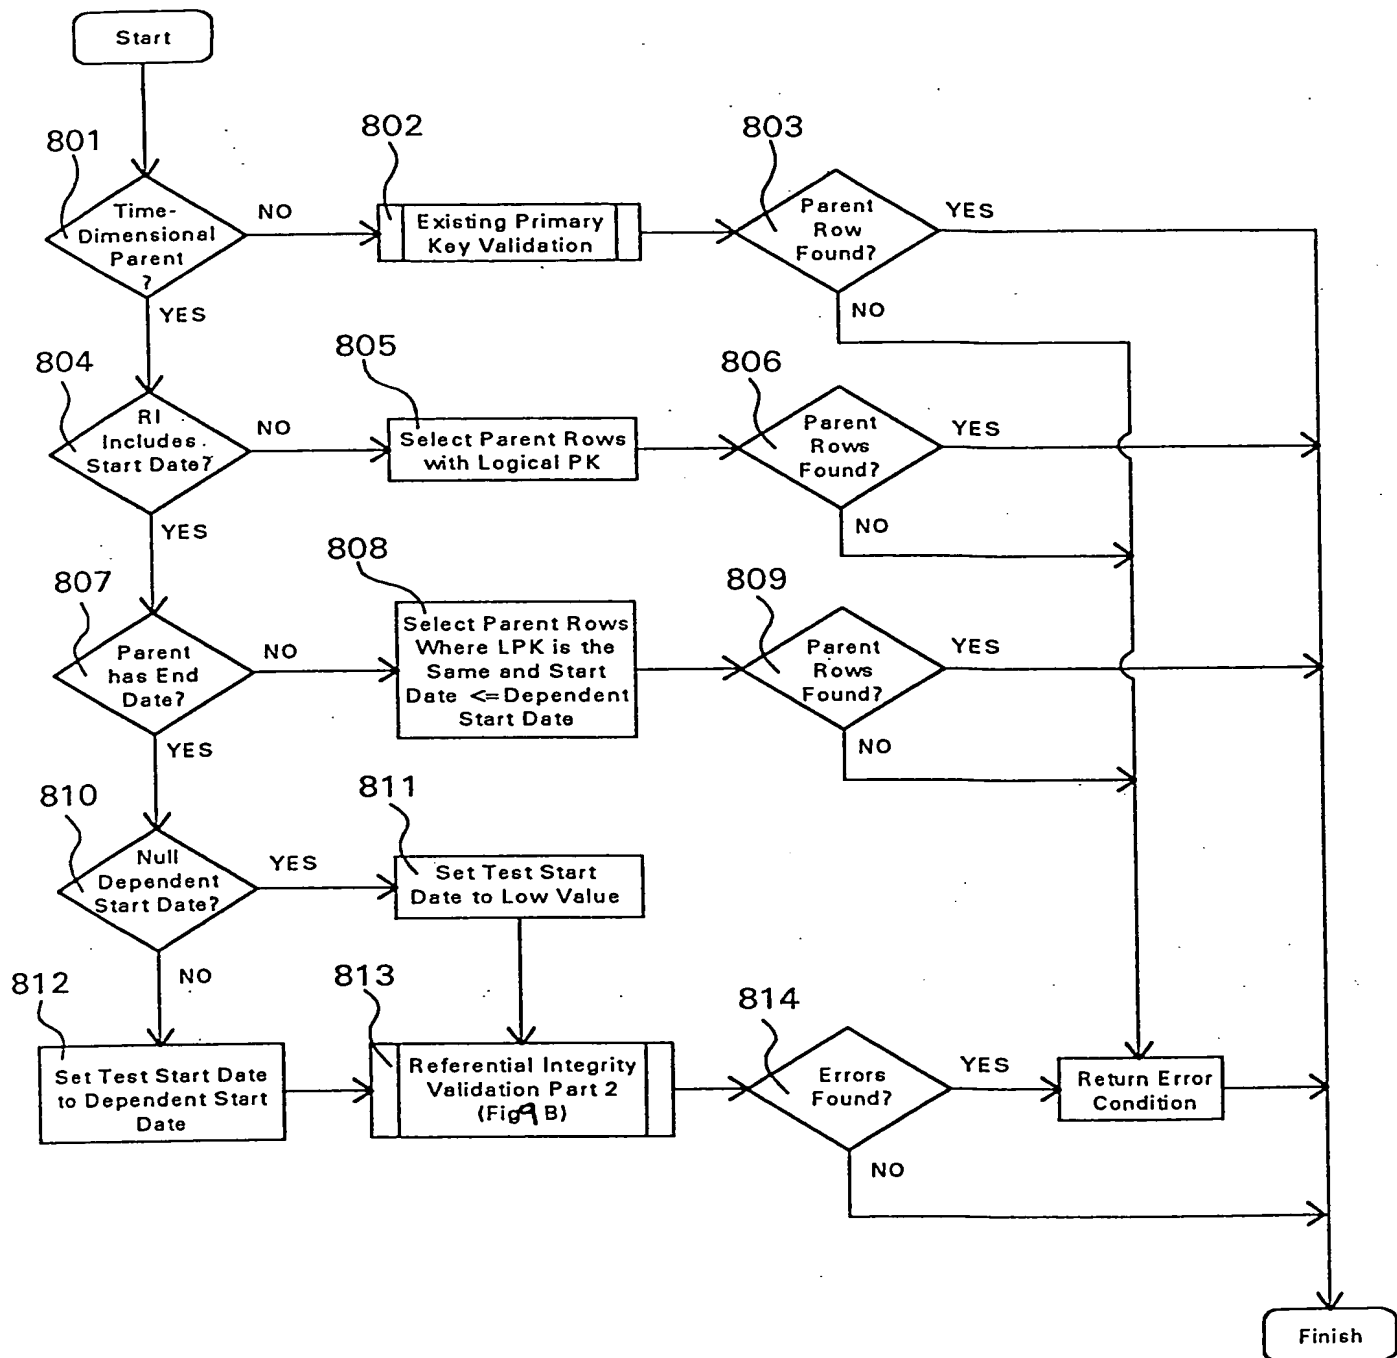 Start
801
802
803
Time-
Dimensional
Parent
?
NO
Existing Primary
Key Validation
Parent
Row
Found?
YES
YES
NO
804
805
806
RI
Includes
Start Date?
NO
Select Parent Rows
with Logical PK
Parent
Rows
Found?
YES
YES
NO
807
808
809
Parent
has End
Date?
NO
Select Parent Rows
Where LPK is the
Same and Start
Date <=Dependent
Start Date
Parent
Rows
Found?
YES
YES
NO
810
811
Null
Dependent
Start Date?
YES
Set Test Start
Date to Low Value
NO
812
813
814
Set Test Start Date
to Dependent Start
Date
Referential Integrity
Validation Part 2
(Fig 9 B)
Errors
Found?
YES
Return Error
Condition
NO
Finish